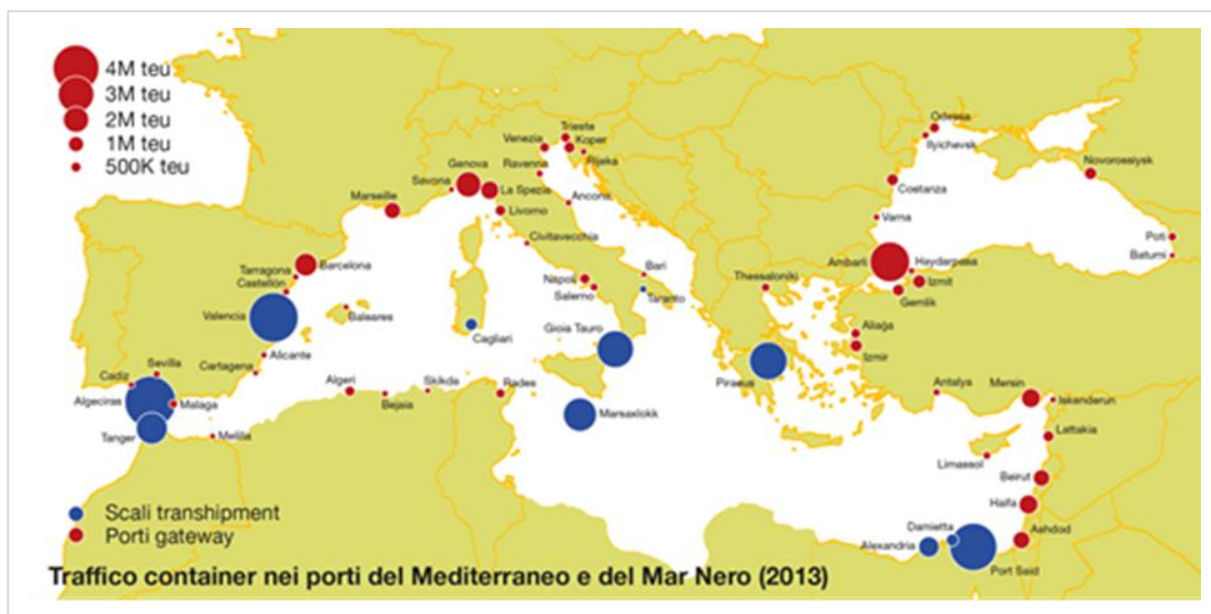 4M teu
3M teu
2M teu
1M teu
500K teu
Odessa
Ilyichevsk
Trieste
Venezia
Koper
Rijeka
Ravenna
Genova
Savona
La Spezia
Novorossiysk
Costanza
Marseille
Livorno
Ancona
Varna
Civitavecchia
Poti
Batumi
Barcelona
Tarragona
Castellón
Bari
Napoli
Taranto
Salerno
Thessaloniki
Ambarli
Haydarpasa
Izmit
Gemlik
Valencia
Baleares
Cagliari
Gioia Tauro
Aliağa
Izmir
Alicante
Cartagena
Sevilla
Cadiz
Algeciras
Malaga
Tanger
Melilla
Algeri
Bejaia
Skikda
Rades
Marsaxlokk
Piraeus
Antalya
Mersin
Iskenderun
Lattakia
Limassol
Beirut
Haifa
Ashdod
Damietta
Alexandria
Port Said
Scali transhipment
Porti gateway
Traffico container nei porti del Mediterraneo e del Mar Nero (2013)